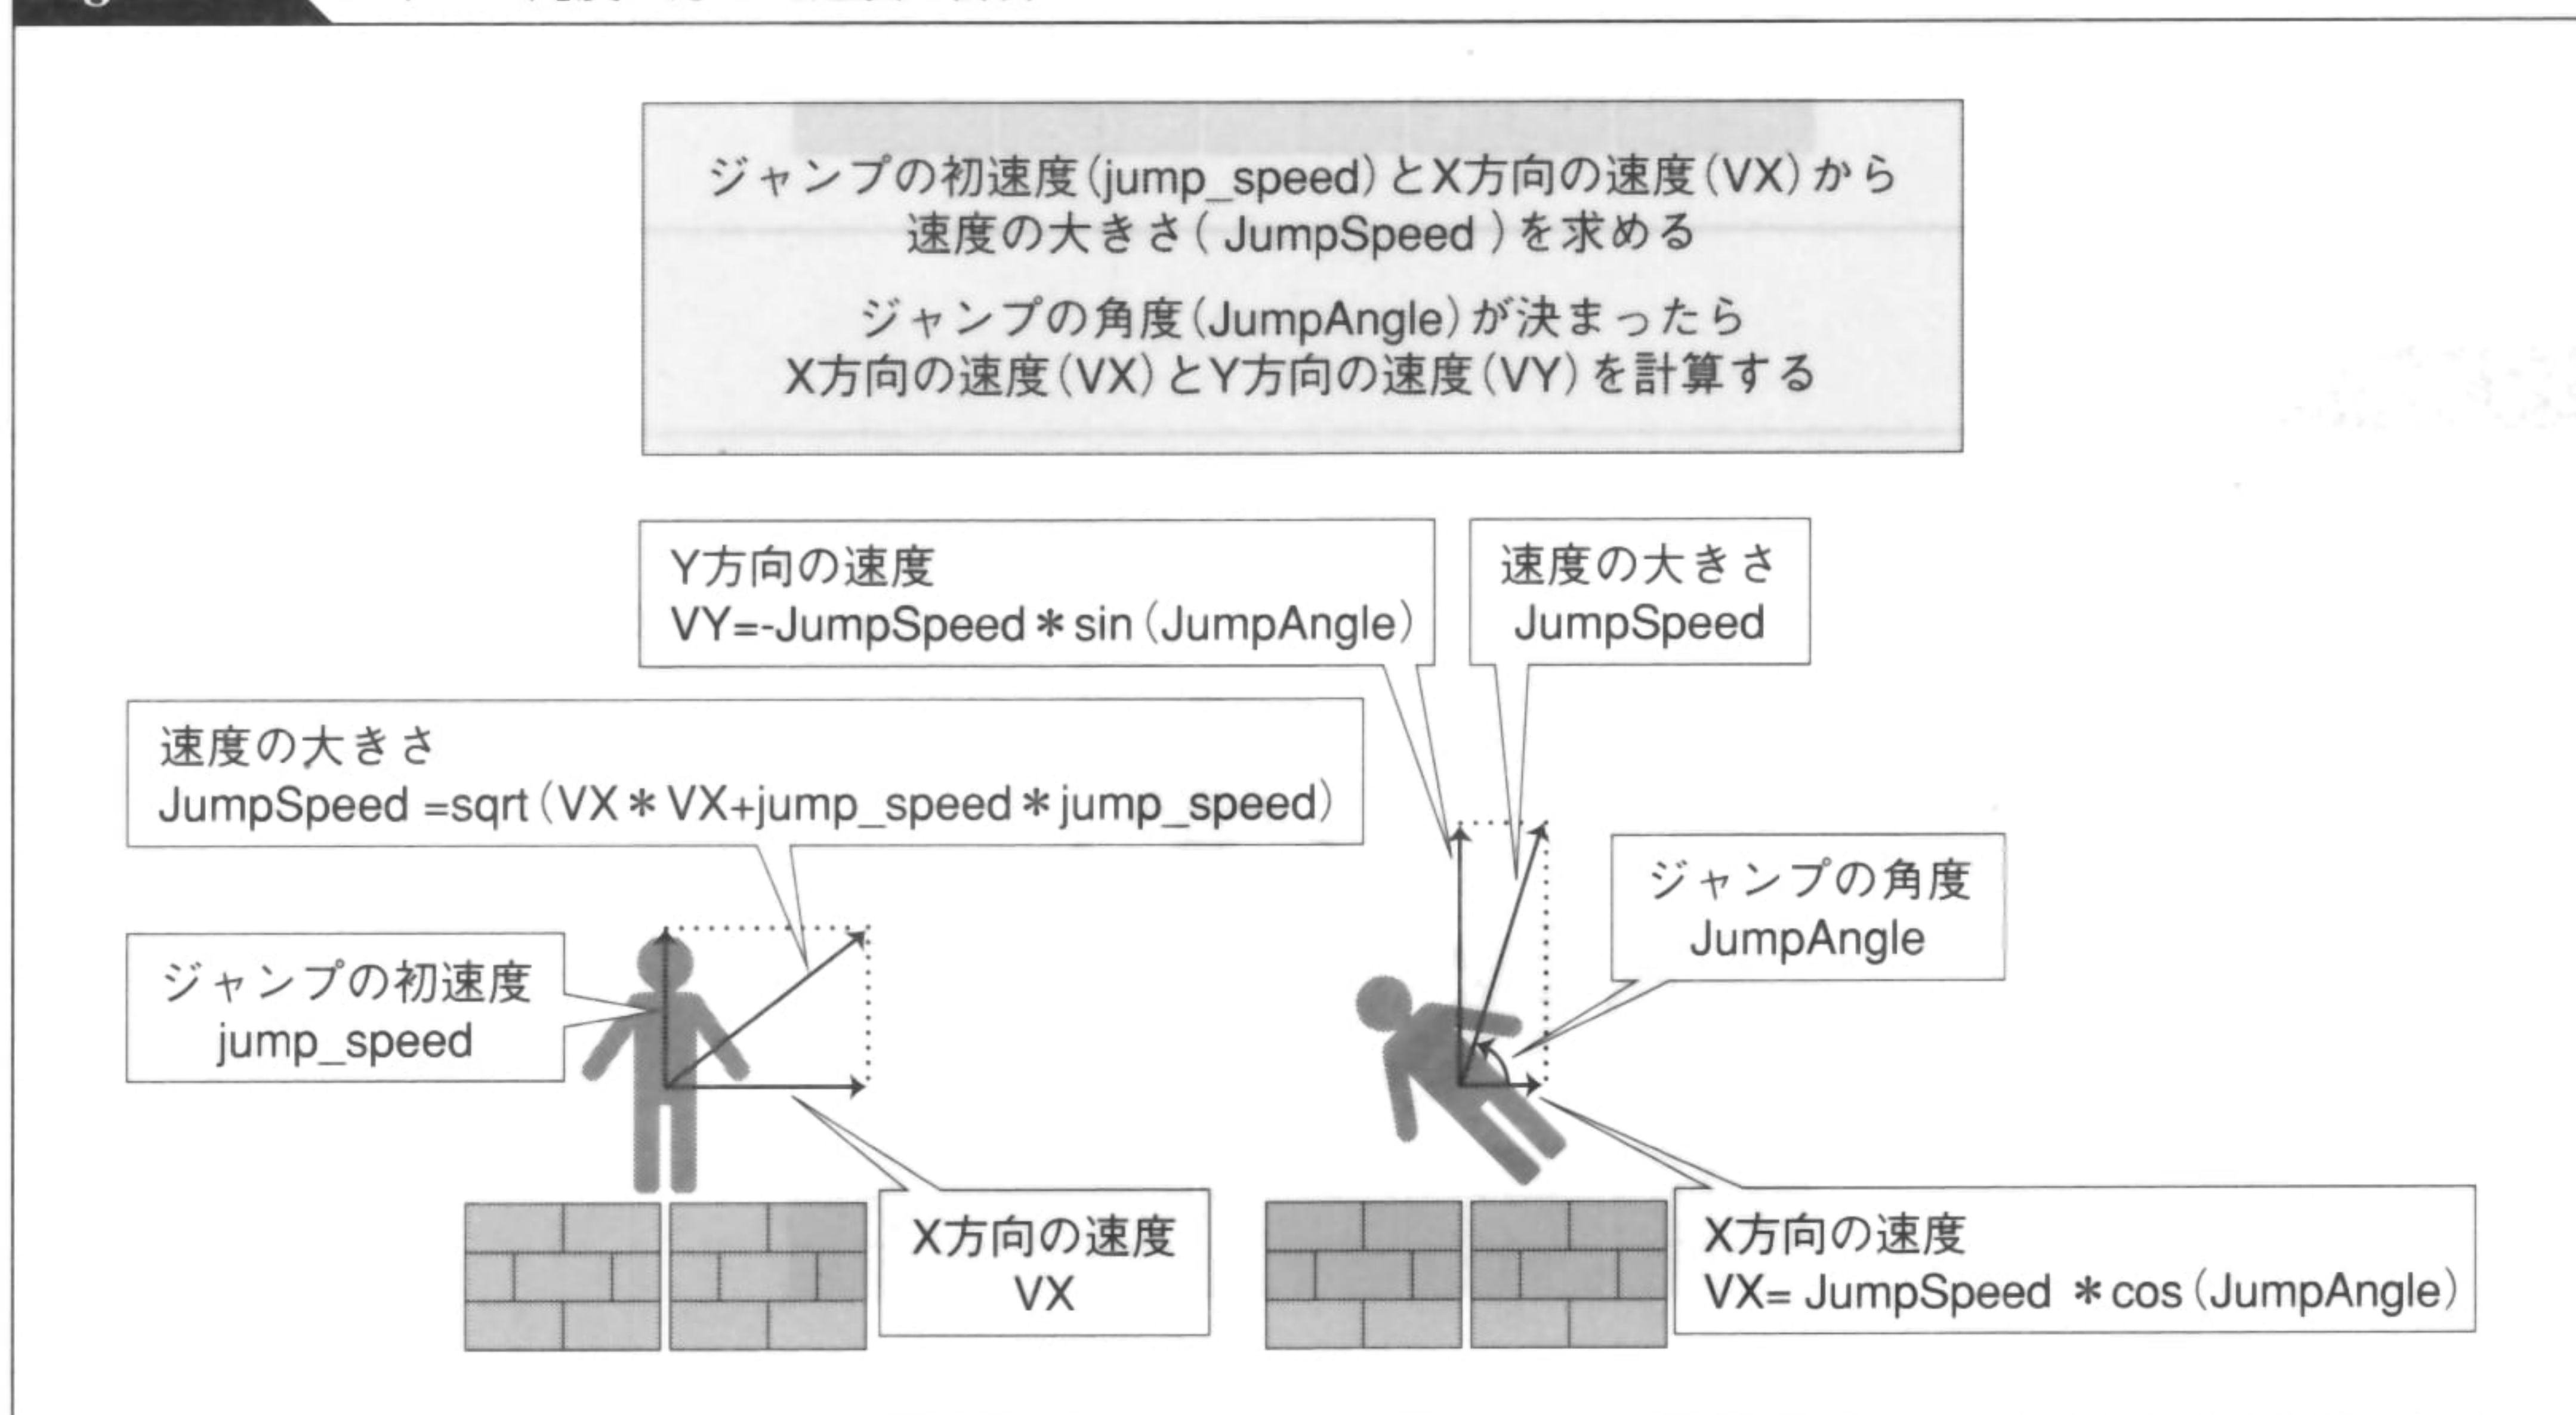 ジャンプの初速度(jump_speed)とX方向の速度(VX)から
速度の大きさ( JumpSpeed )を求める
ジャンプの角度(JumpAngle)が決まったら
X方向の速度(VX)とY方向の速度(VY)を計算する
Y方向の速度
VY=-JumpSpeed*sin(JumpAngle)
速度の大きさ
JumpSpeed
速度の大きさ
JumpSpeed =sqrt(VX*VX+jump_speed*jump_speed)
ジャンプの角度
JumpAngle
ジャンプの初速度
jump_speed
X方向の速度
VX
X方向の速度
VX= JumpSpeed *cos(JumpAngle)